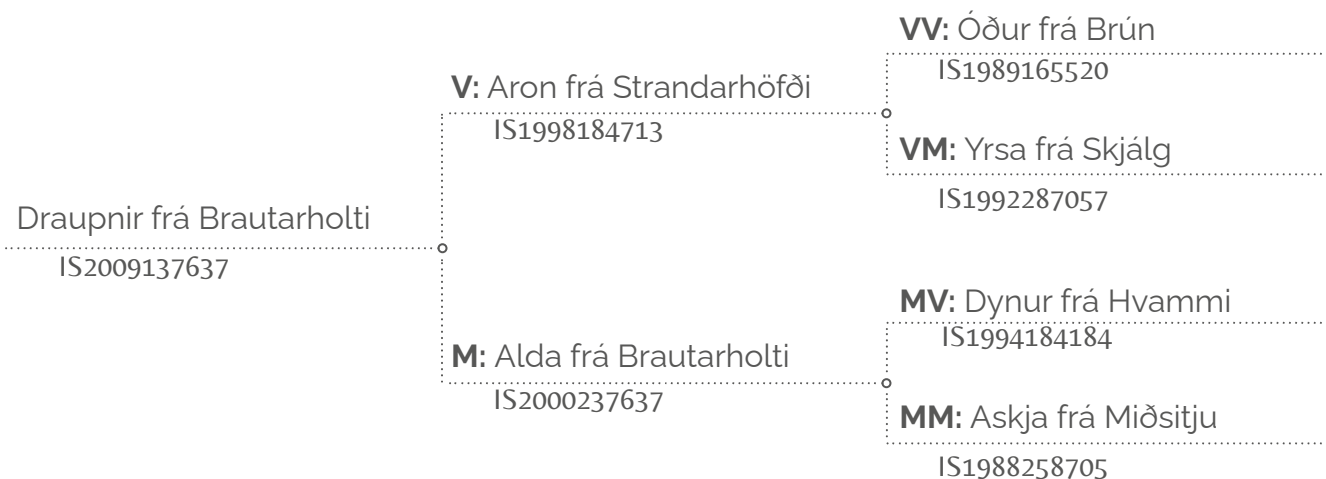 VV: Óður frá Brún
IS1989165520
V: Aron frá Strandarhöfði
IS1998184713
VM: Yrsa frá Skjálg
IS1992287057
Draupnir frá Brautarholti
IS2009137637
MV: Dynur frá Hvammi
IS1994184184
M: Alda frá Brautarholti
IS2000237637
MM: Askja frá Miðsitju
IS1988258705